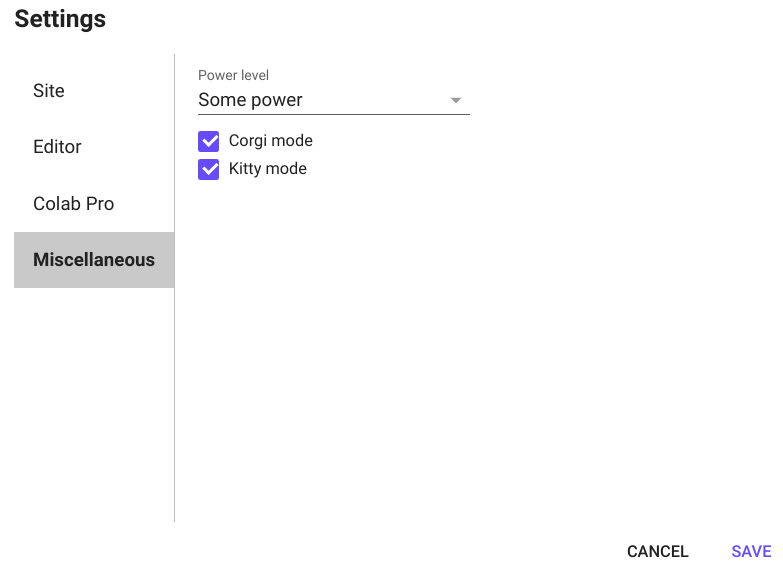 Settings
Site
Editor
Colab Pro
Miscellaneous
Power level
Some power
Corgi mode
Kitty mode
CANCEL
SAVE